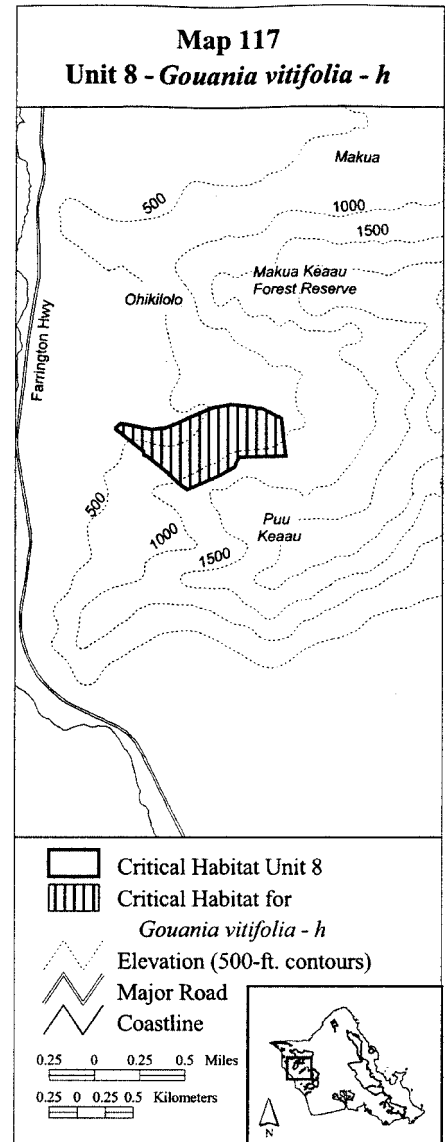 Map 117
Unit 8 - Gouania vitifolia - h
Makua
500
1000
1500
Makua Keaau
Forest Reserve
Ohikilolo
Farrington Hwy
500
1000
1500
Puu
Keaau
Critical Habitat Unit 8
Critical Habitat for
Gouania vitifolia - h
Elevation (500-ft. contours)
Major Road
Coastline
0.25 0 0.25 0.5 Miles
0.25 0 0.25 0.5 Kilometers
N